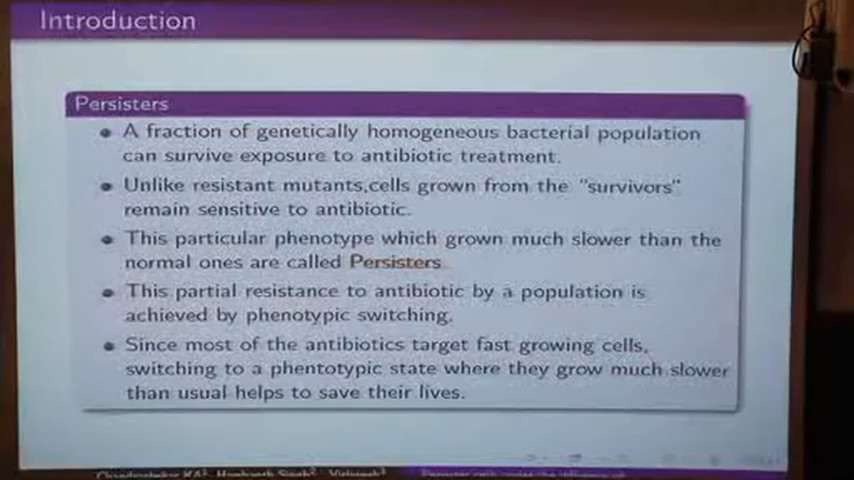 Introduction
Persisters
A fraction of genetically homogeneous bacterial population
can survive exposure to antibiotic treatment.
Unlike resistant mutants,cells grown from the "survivors"
remain sensitive to antibiotic.
This particular phenotype which grown much slower than the
normal ones are called Persisters
This partial resistance to antibiotic by a population is
achieved by phenotypic switching.
Since most of the antibiotics target fast growing cells,
switching to a phentotypic state where they grow much slower
than usual helps to save their lives.